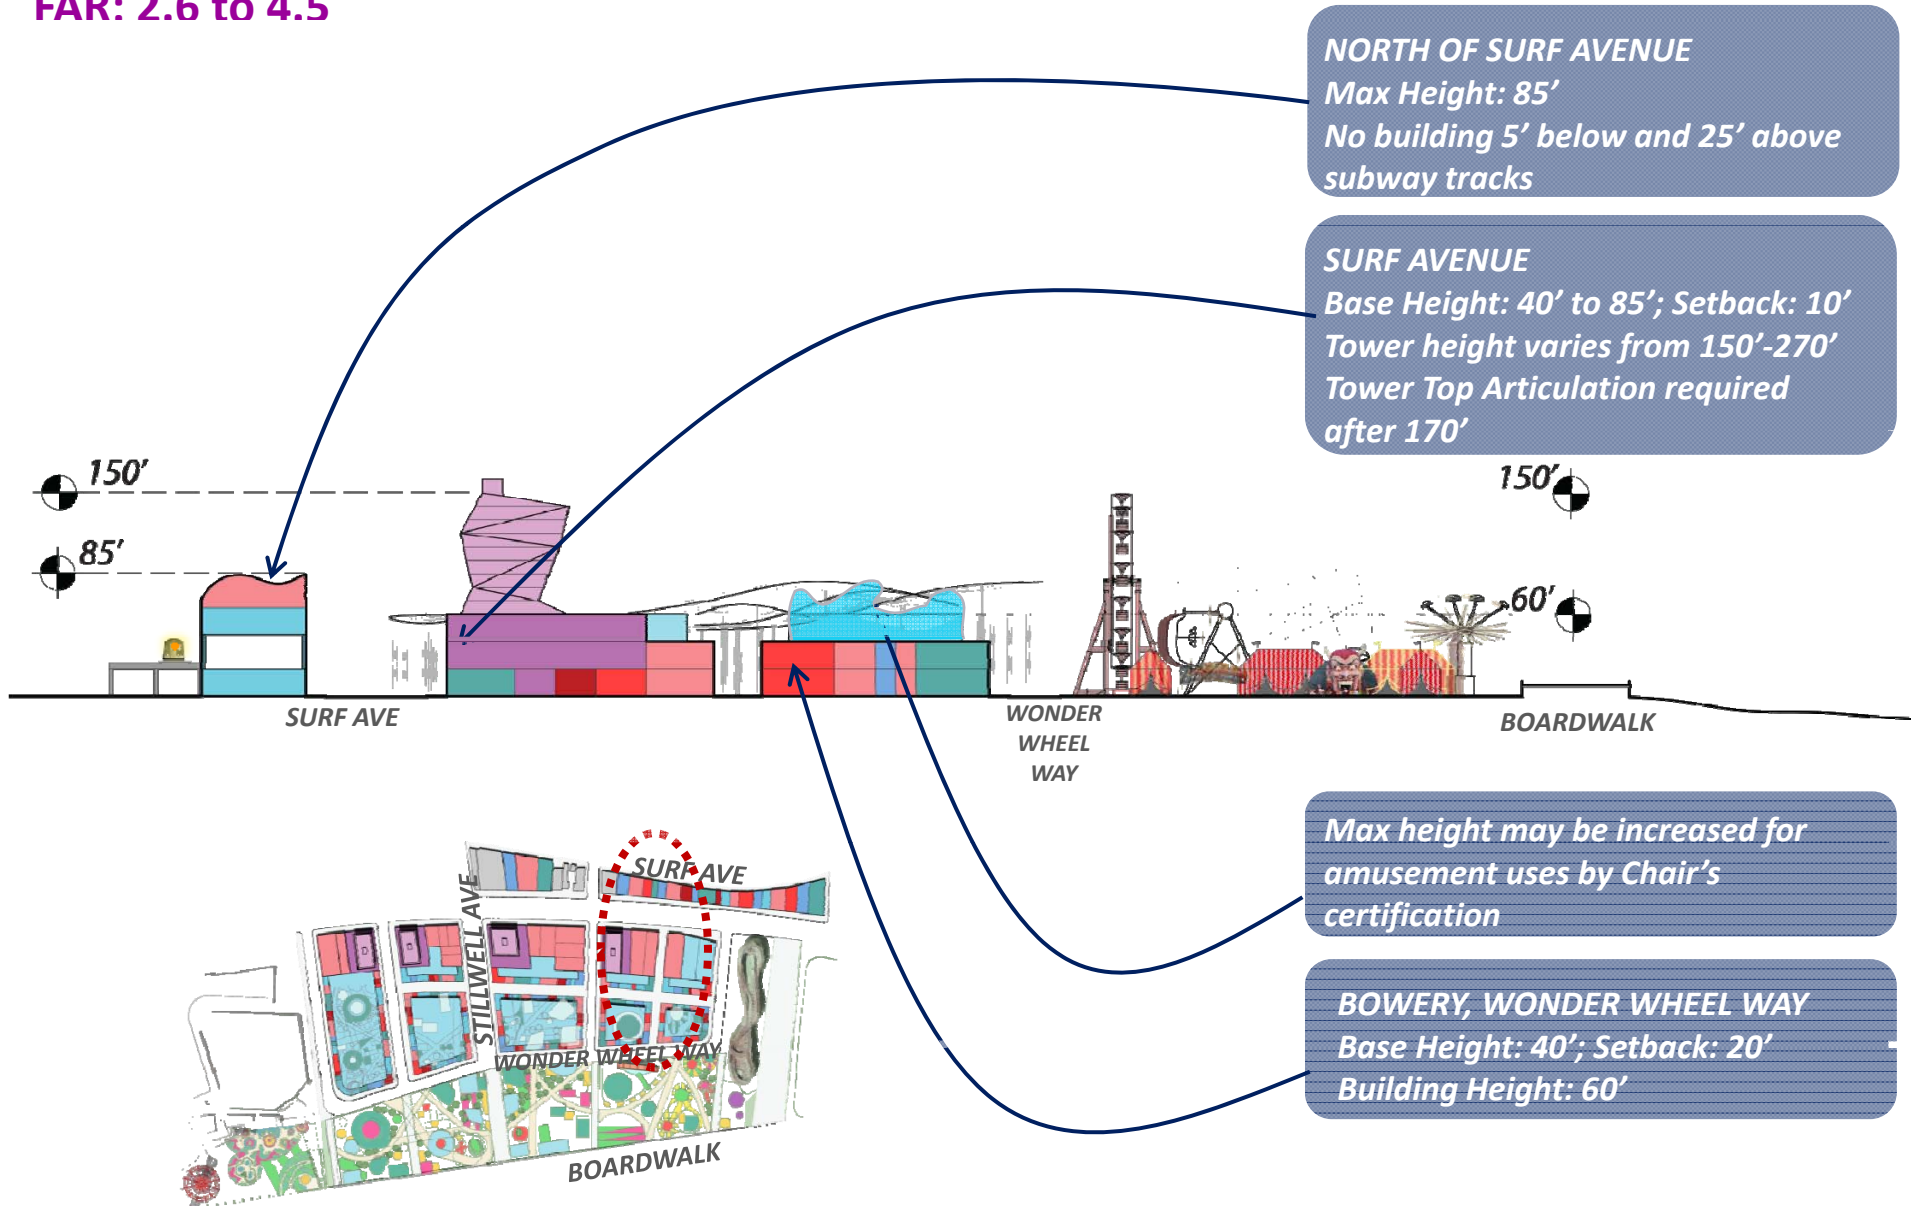 FAR: 2.6 to 4.5
NORTH OF SURF AVENUE
Max Height: 85’
No building 5’ below and 25’ above
subway tracks
SURF AVENUE
Base Height: 40’ to 85’; Setback: 10’
Tower height varies from 150’-270’
Tower Top Articulation required
after 170’
150’
150’
85’
60’
SURF AVE
WONDER
WHEEL
WAY
BOARDWALK
Max height may be increased for
amusement uses by Chair’s
certification
SURF AVE
STILLWELL AVE
WONDER WHEEL WAY
BOARDWALK
BOWERY, WONDER WHEEL WAY
Base Height: 40’; Setback: 20’
Building Height: 60’